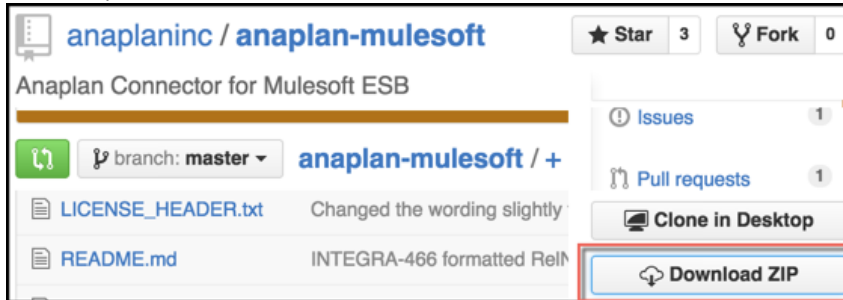 anaplaninc / anaplan-mulesoft
Star 3
Fork 0
Anaplan Connector for Mulesoft ESB
branch: master
anaplan-mulesoft / +
LICENSE_HEADER.txt Changed the wording slightly
README.md INTEGRA-466 formatted
Issues 1
Pull requests 1
Clone in Desktop
Download ZIP